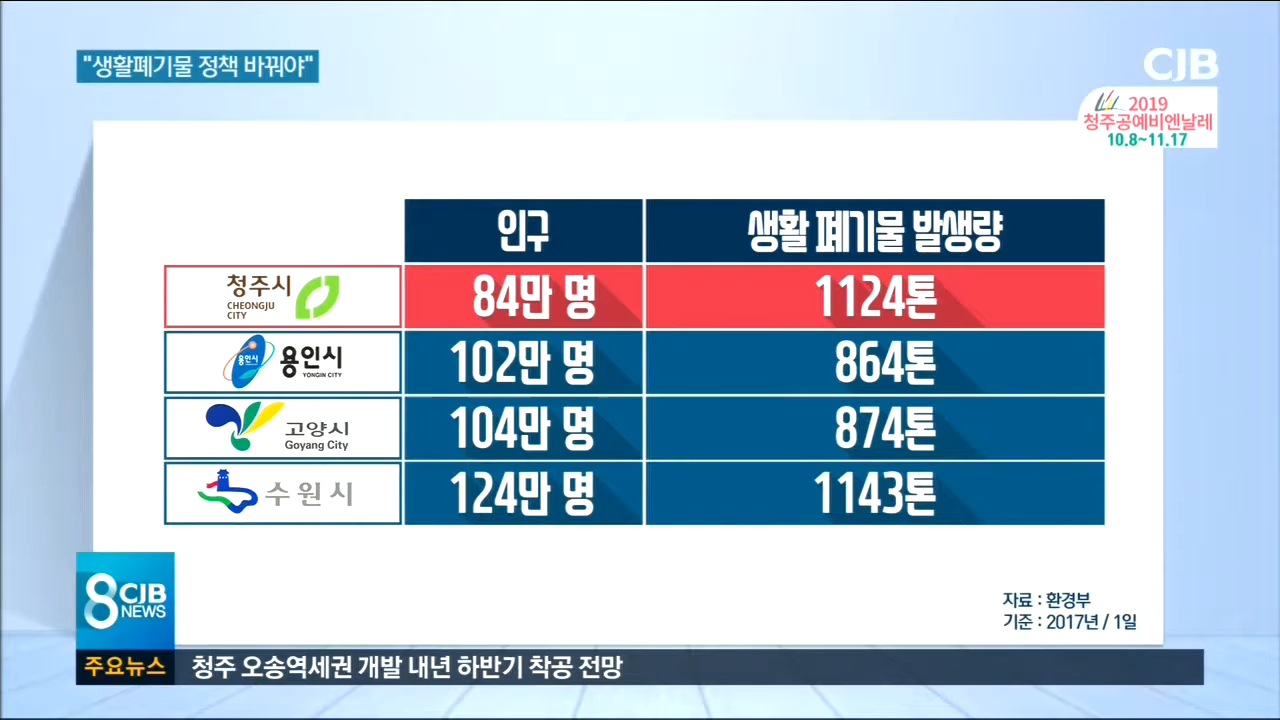 "생활폐기물 정책 바꿔야"
CJB
2019
청주공예비엔날레
10.8~11.17
인구 생활 폐기물 발생량
청주시 CHEONGJU CITY 84만 명 1124톤
용인시 용인시 YONGIN CITY 102만 명 864톤
고양시 Goyang City 104만 명 874톤
수원시 124만 명 1143톤
자료 : 환경부
기준 : 2017년 / 1일
8 CJB NEWS
주요뉴스 청주 오송역세권 개발 내년 하반기 착공 전망